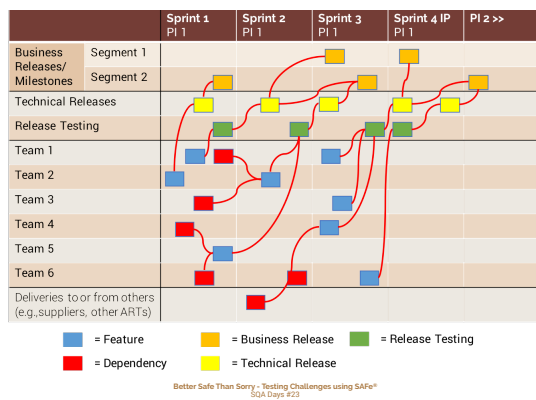 Sprint 1 Sprint 2 Sprint 3 Sprint 4 IP PI 2 >>
PI 1 PI 1 PI 1 PI 1
Business
Releases/
Milestones
Segment 1
Segment 2
Technical Releases
Release Testing
Team 1
Team 2
Team 3
Team 4
Team 5
Team 6
Deliveries to or from others
(e.g.,suppliers, other ARTs)
= Feature = Business Release = Release Testing
= Dependency = Technical Release
Better Safe Than Sorry - Testing Challenges using SAFe®
SQA Days #23